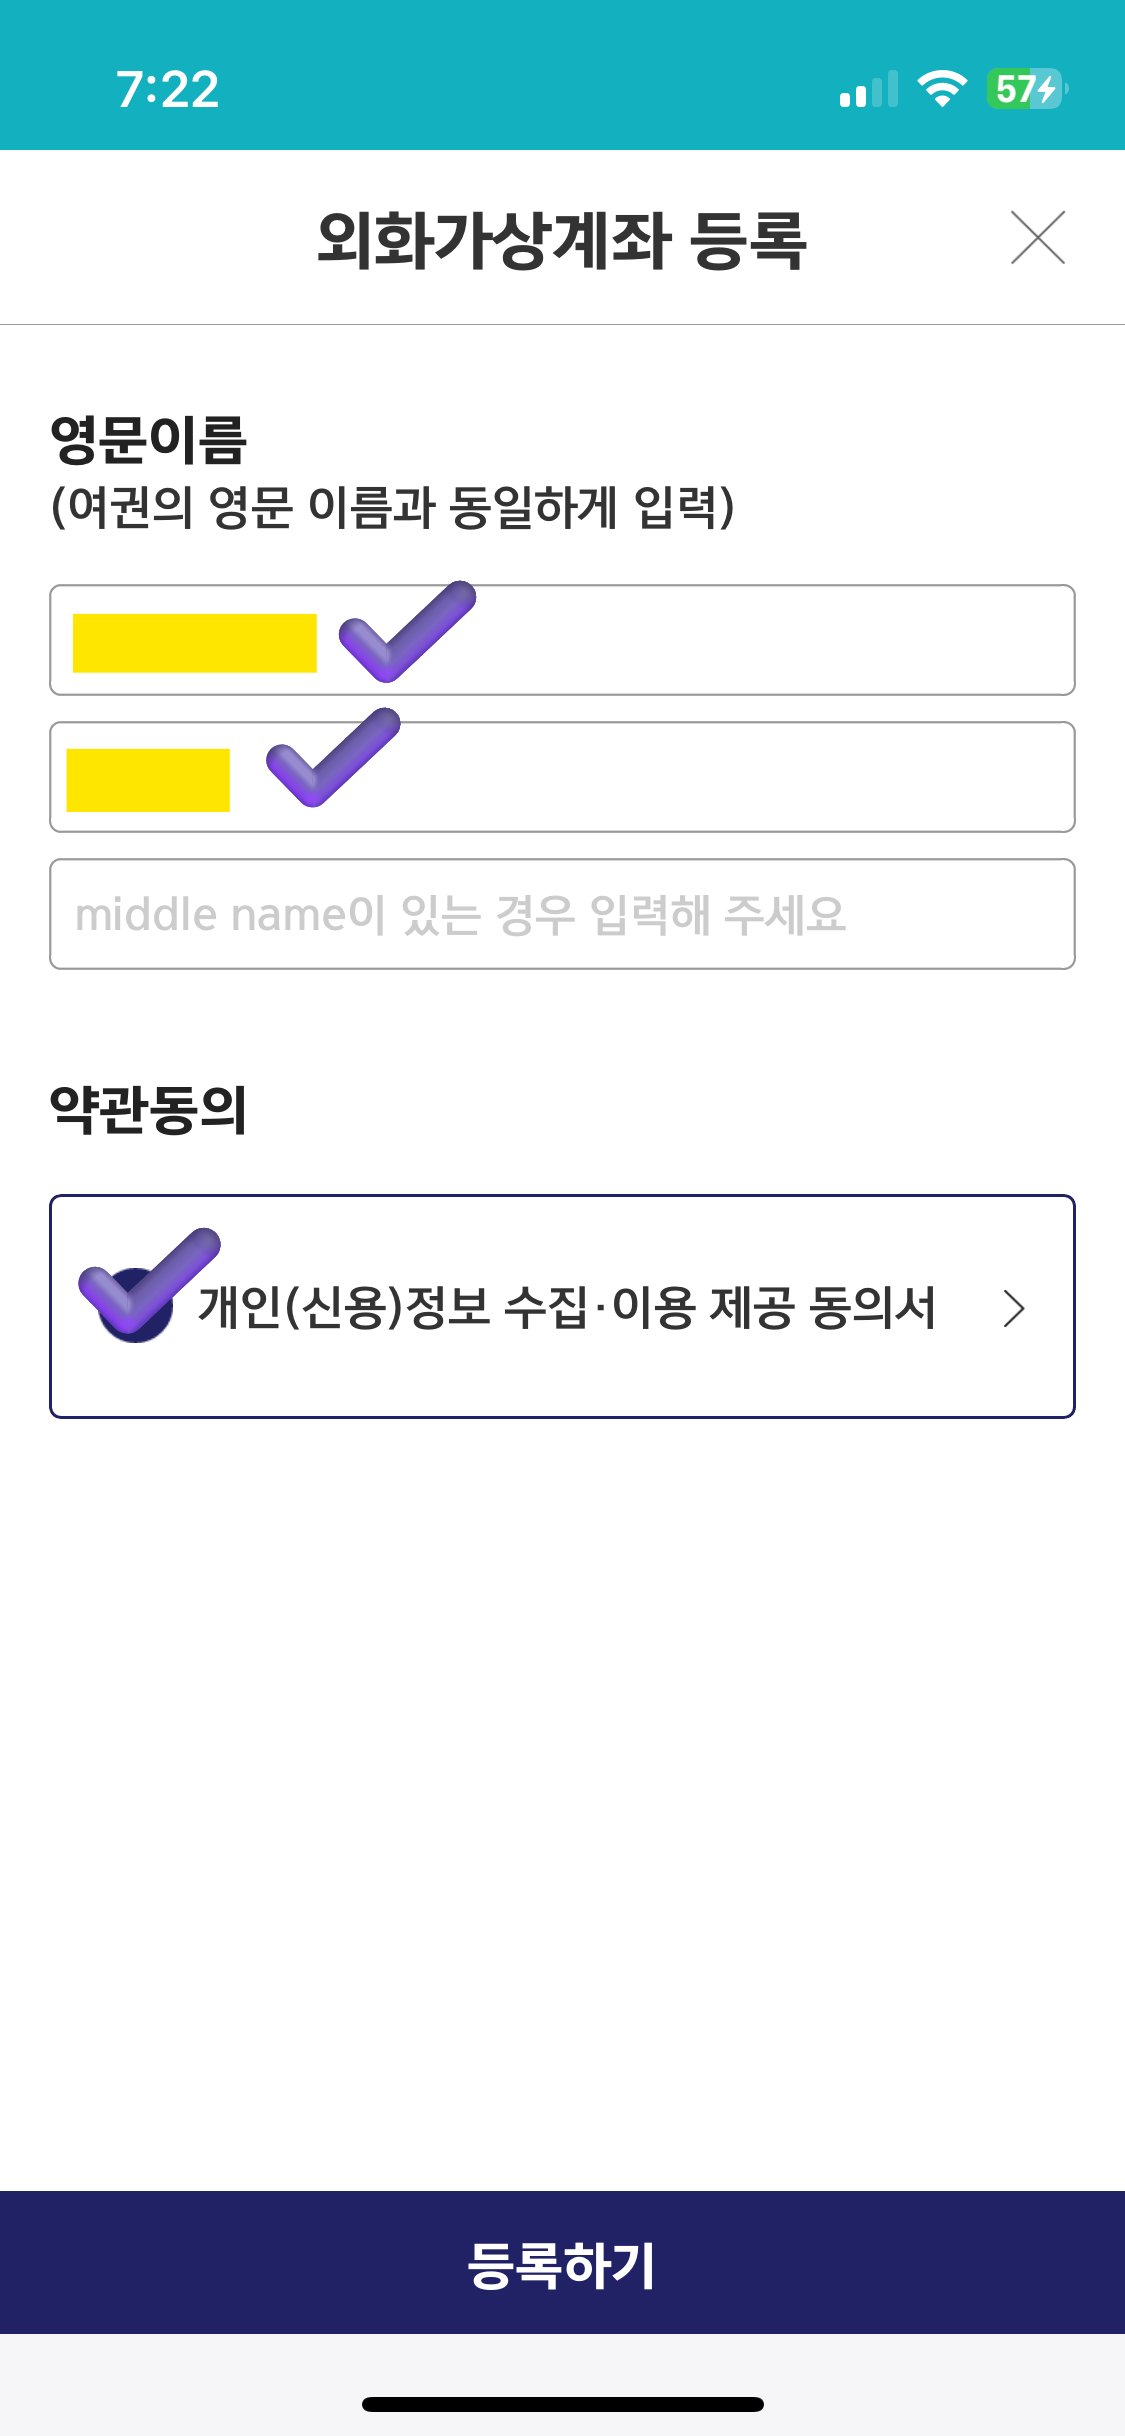 7:22
57
외화가상계좌 등록
영문이름
(여권의 영문 이름과 동일하게 입력)
middle name이 있는 경우 입력해 주세요
약관동의
개인(신용)정보 수집·이용 제공 동의서
등록하기